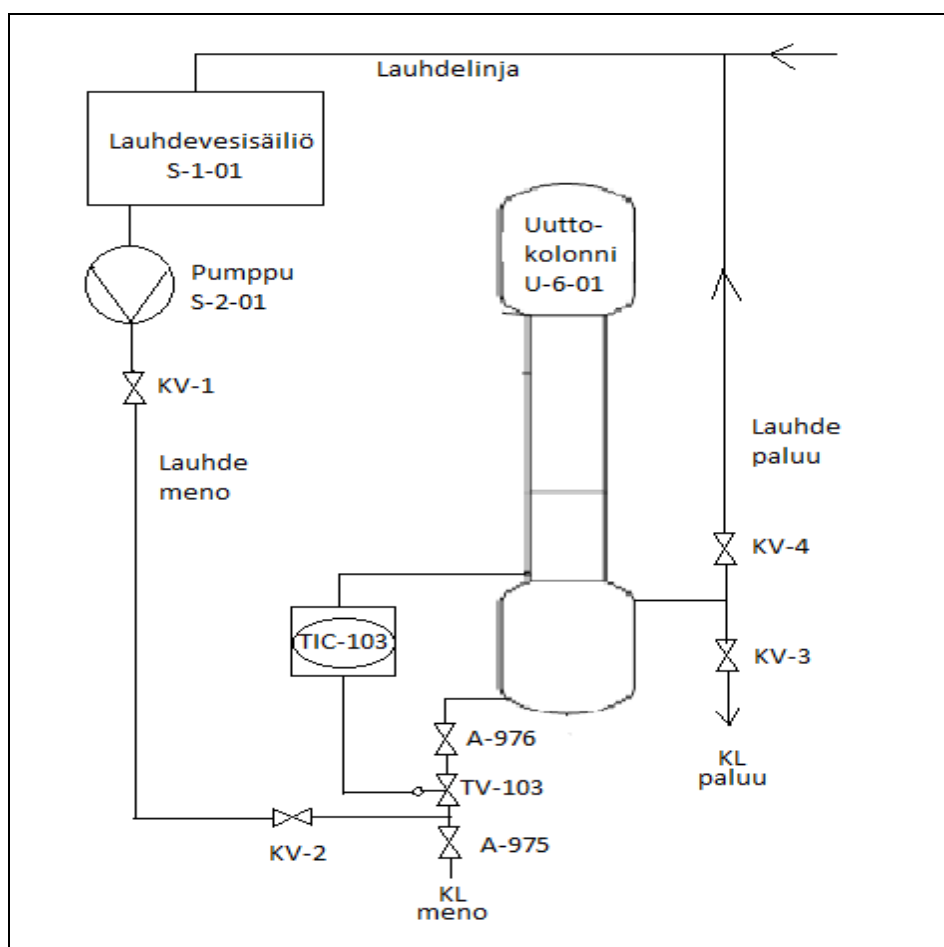 Lauhdelinja
Lauhdevesisäiliö
S-1-01
Uutto-
kolonni
U-6-01
Pumppu
S-2-01
KV-1
Lauhde
meno
Lauhde
paluu
KV-4
TIC-103
KV-3
A-976
TV-103
KL
paluu
KV-2
A-975
KL
meno